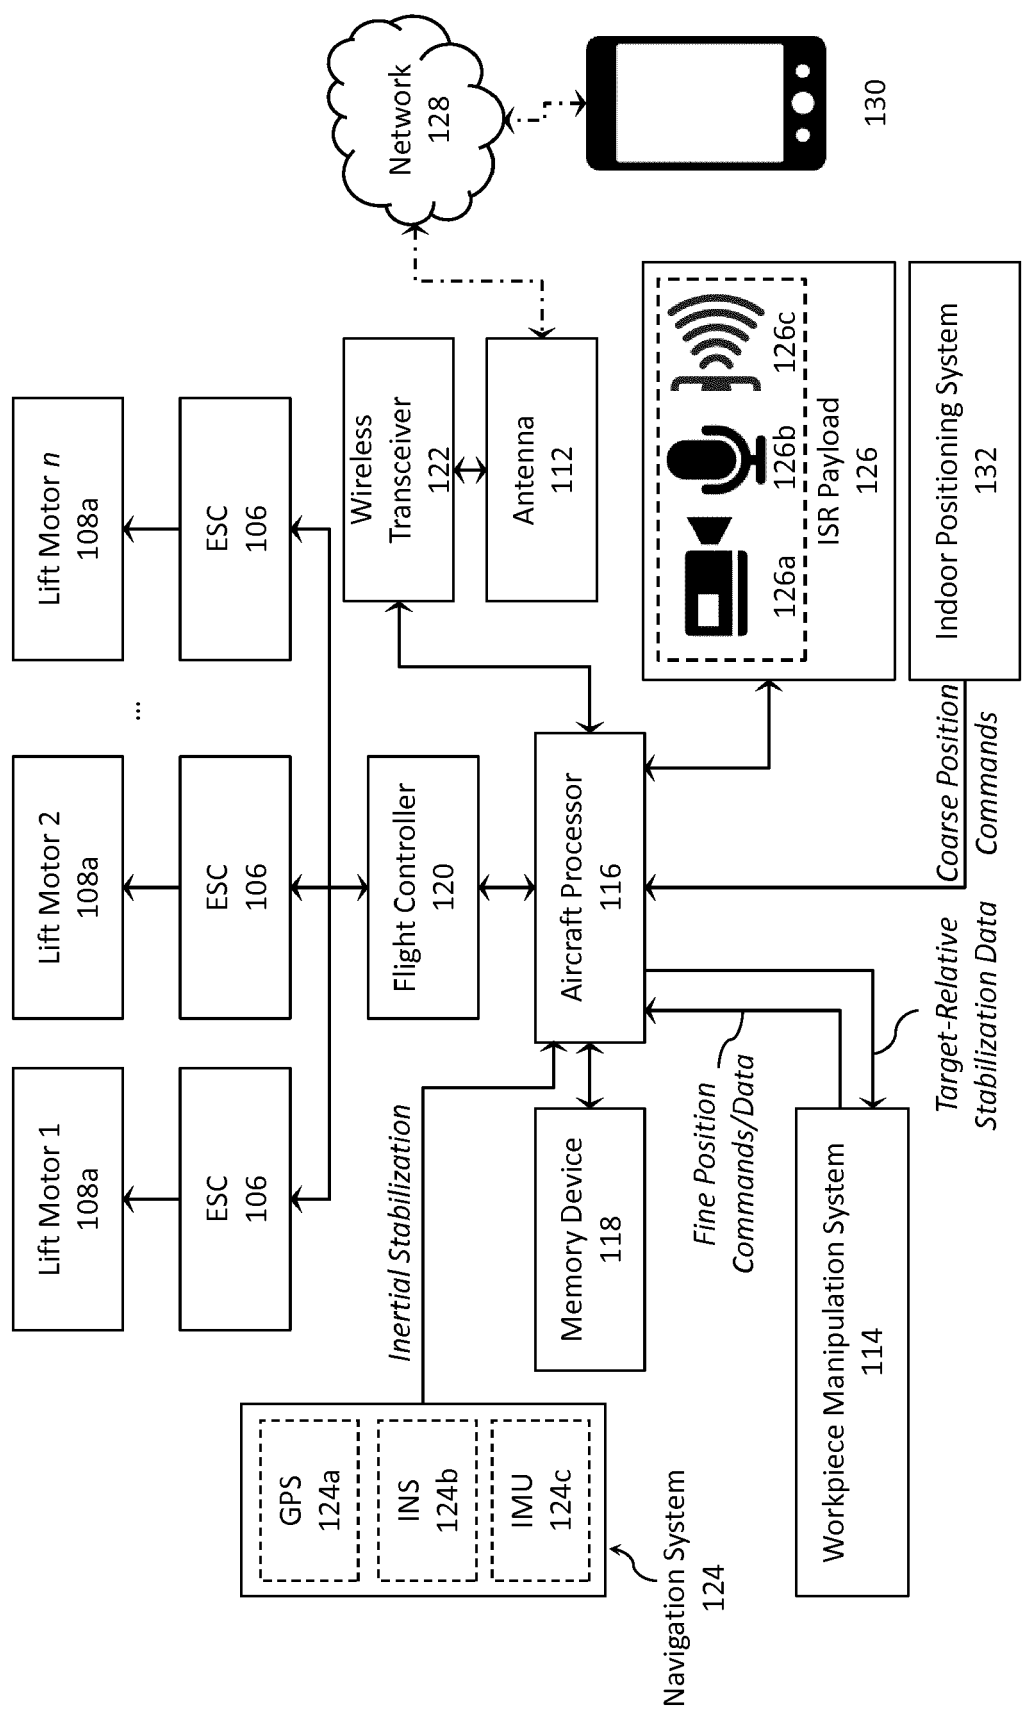 Lift Motor 1
108a
Lift Motor 2
108a
...
Lift Motor n
108a
ESC
106
ESC
106
ESC
106
Navigation System
124
GPS
124a
INS
124b
IMU
124c
Inertial Stabilization
Flight Controller
120
Wireless
Transceiver
122
Antenna
112
Network
128
130
Memory Device
118
Aircraft Processor
116
126a
126b
126c
ISR Payload
126
Fine Position
Commands/Data
Workpiece Manipulation System
114
Target-Relative
Stabilization Data
Coarse Position
Commands
Indoor Positioning System
132